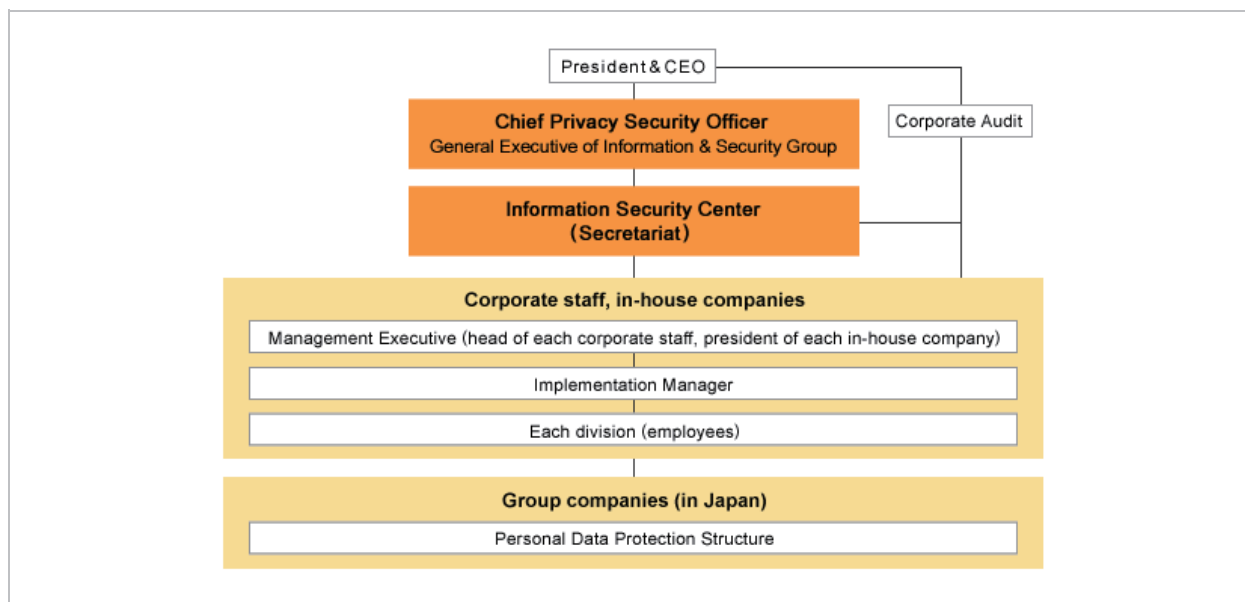 President & CEO
Corporate Audit
Chief Privacy Security Officer
General Executive of Information & Security Group
Information Security Center
(Secretariat)
Corporate staff, in-house companies
Management Executive (head of each corporate staff, president of each in-house company)
Implementation Manager
Each division (employees)
Group companies (in Japan)
Personal Data Protection Structure